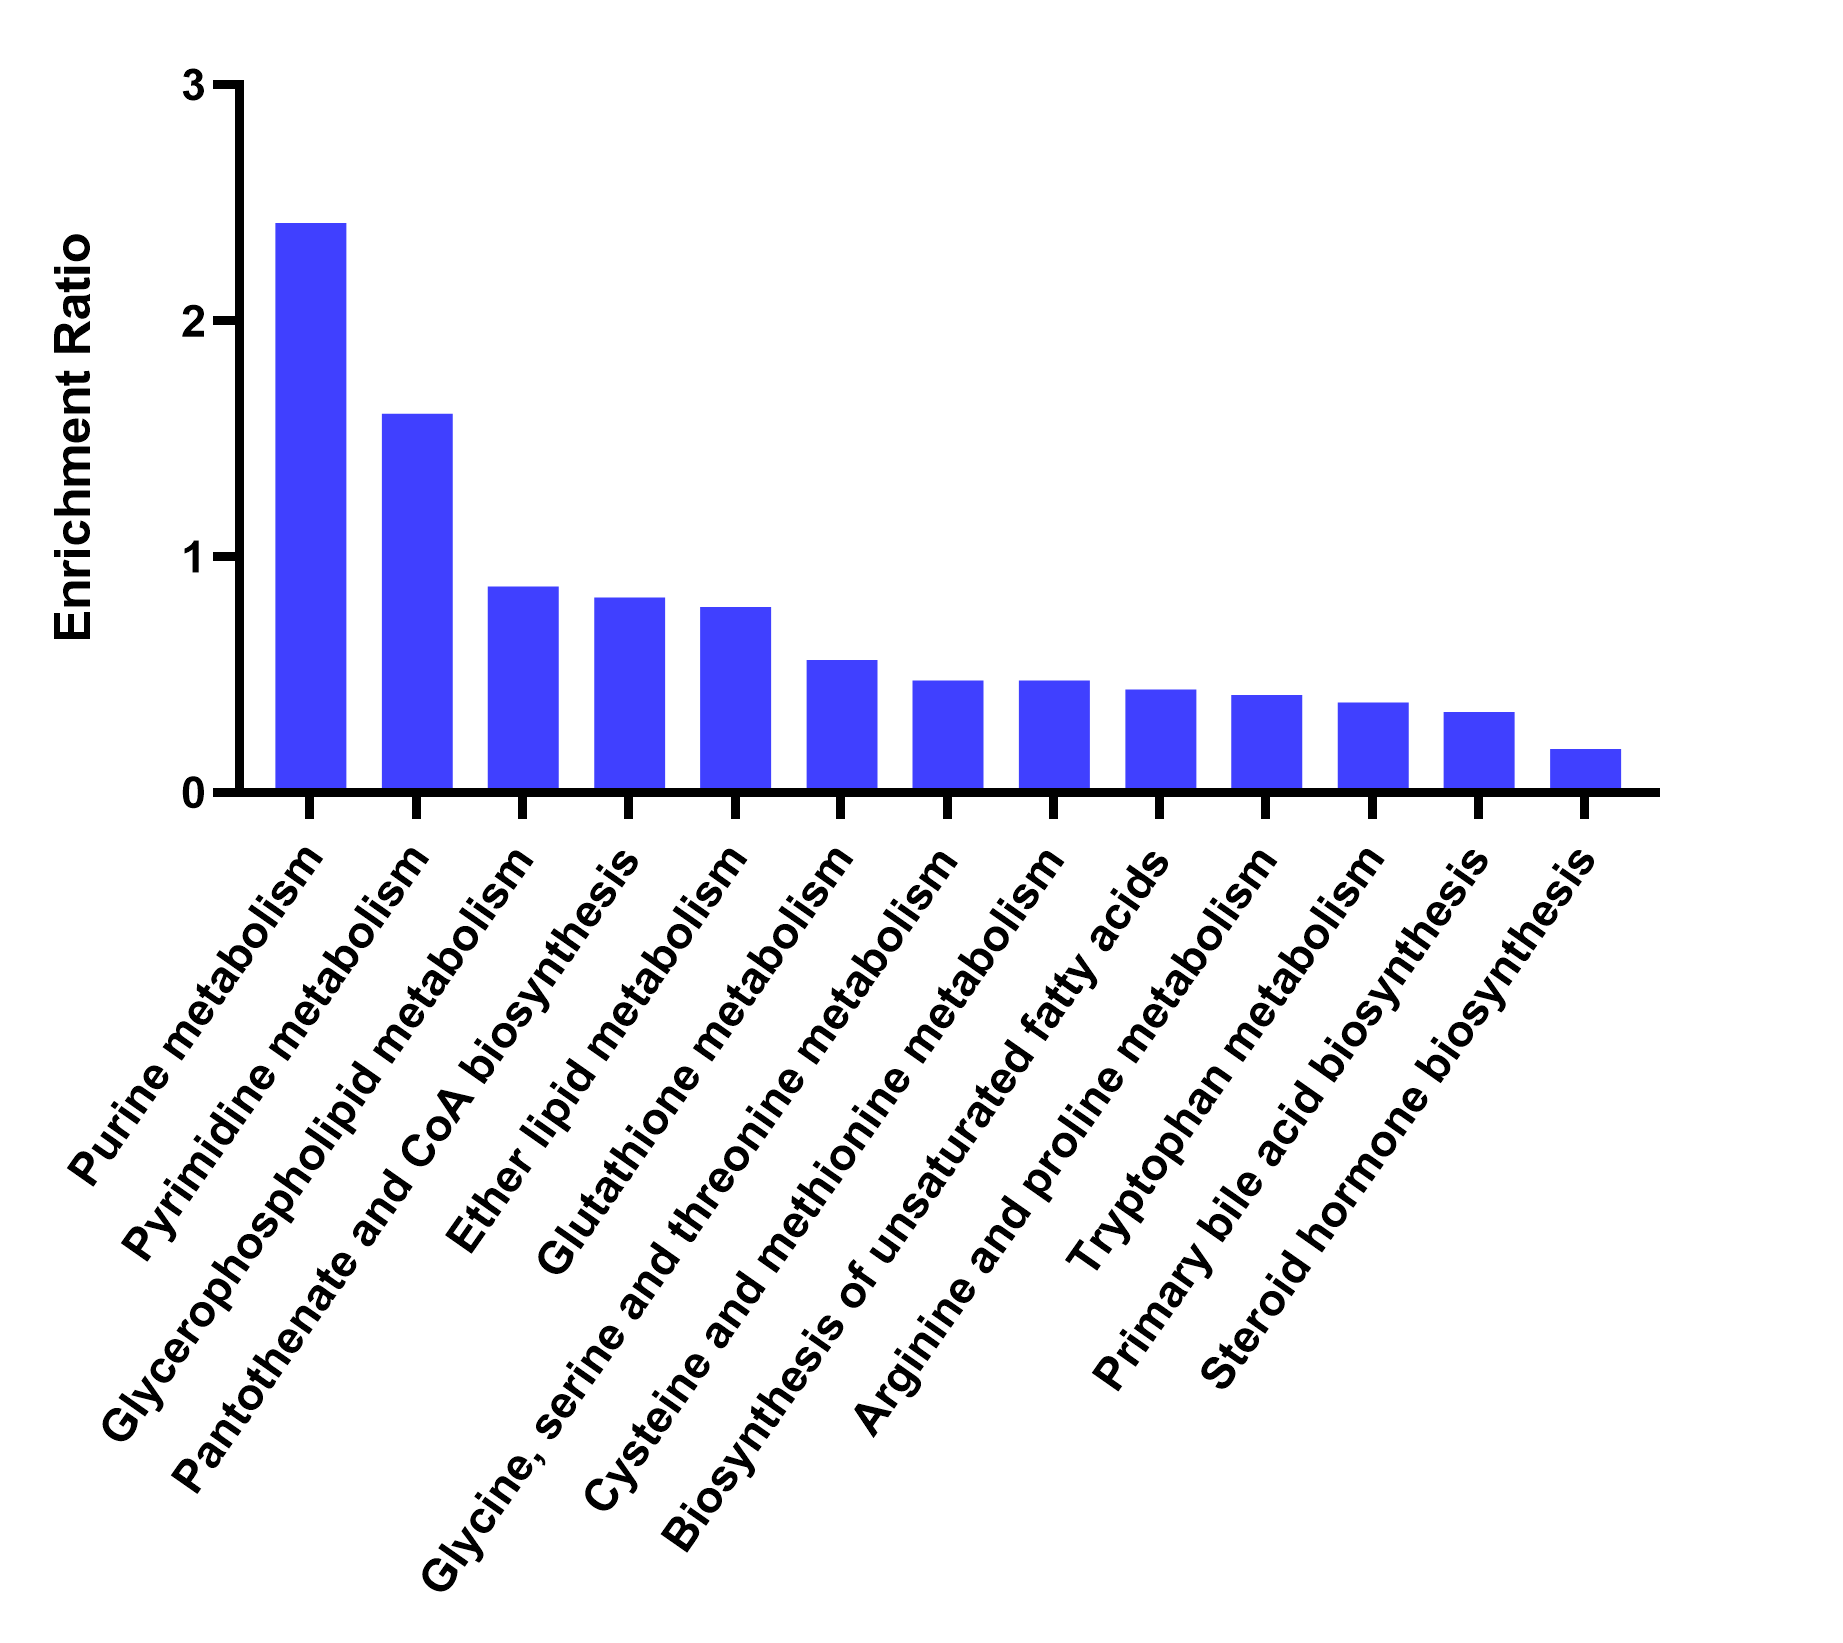 Enrichment Ratio
3
2
1
0
Purine metabolism
Pyrimidine metabolism
Glycerophospholipid metabolism
Pantothenate and CoA biosynthesis
Ether lipid metabolism
Glutathione metabolism
Glycine, serine and threonine metabolism
Cysteine and methionine metabolism
Biosynthesis of unsaturated fatty acids
Arginine and proline metabolism
Tryptophan metabolism
Primary bile acid biosynthesis
Steroid hormone biosynthesis